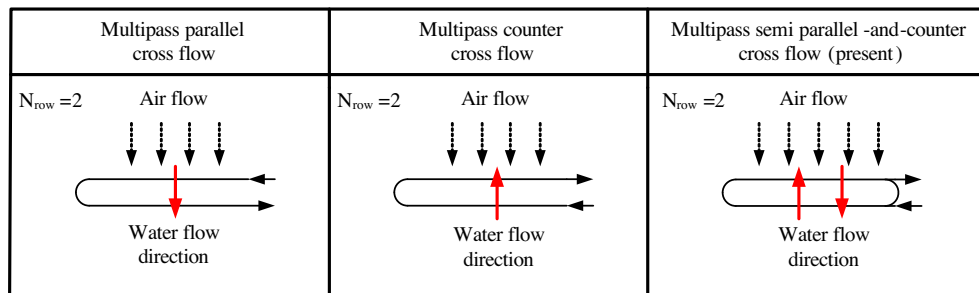 Multipass parallel
cross flow
Multipass counter
cross flow
Multipass semi parallel -and-counter
cross flow (present)
N_row =2
Air flow
Water flow
direction
N_row =2
Air flow
Water flow
direction
N_row =2
Air flow
Water flow
direction